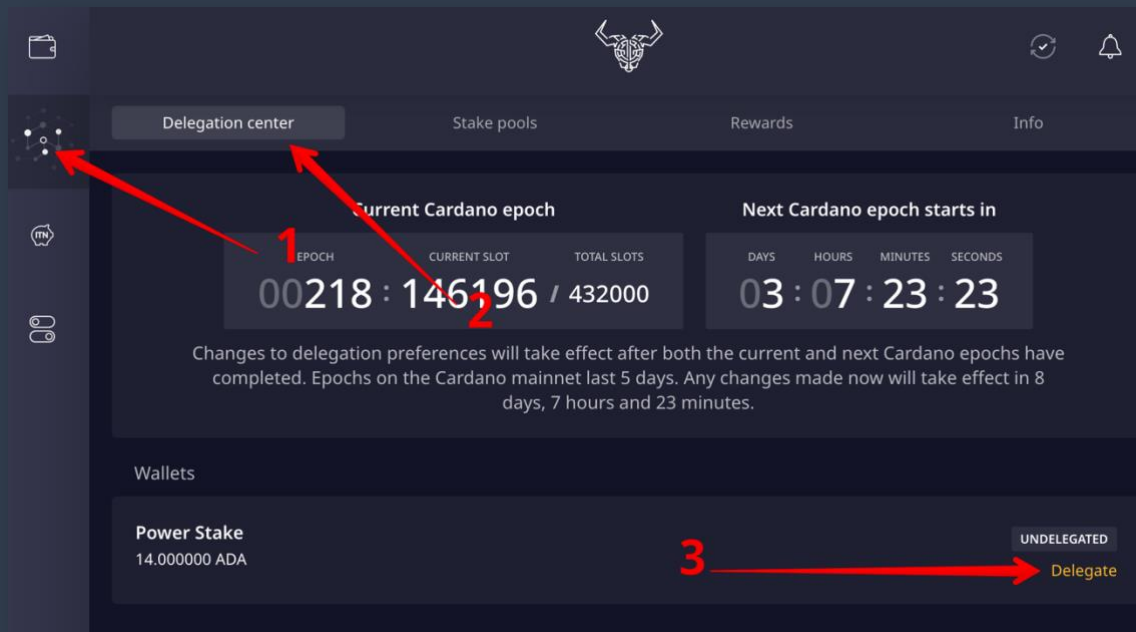 Delegation center
Stake pools
Rewards
Info
Current Cardano epoch
Next Cardano epoch starts in
1
EPOCH
CURRENT SLOT
TOTAL SLOTS
DAYS
HOURS
MINUTES
SECONDS
ITN
00218 : 146196 / 432000
03 : 07 : 23 : 23
2
Changes to delegation preferences will take effect after both the current and next Cardano epochs have
completed. Epochs on the Cardano mainnet last 5 days. Any changes made now will take effect in 8
days, 7 hours and 23 minutes.
Wallets
Power Stake
14.000000 ADA
3
UNDELEGATED
Delegate